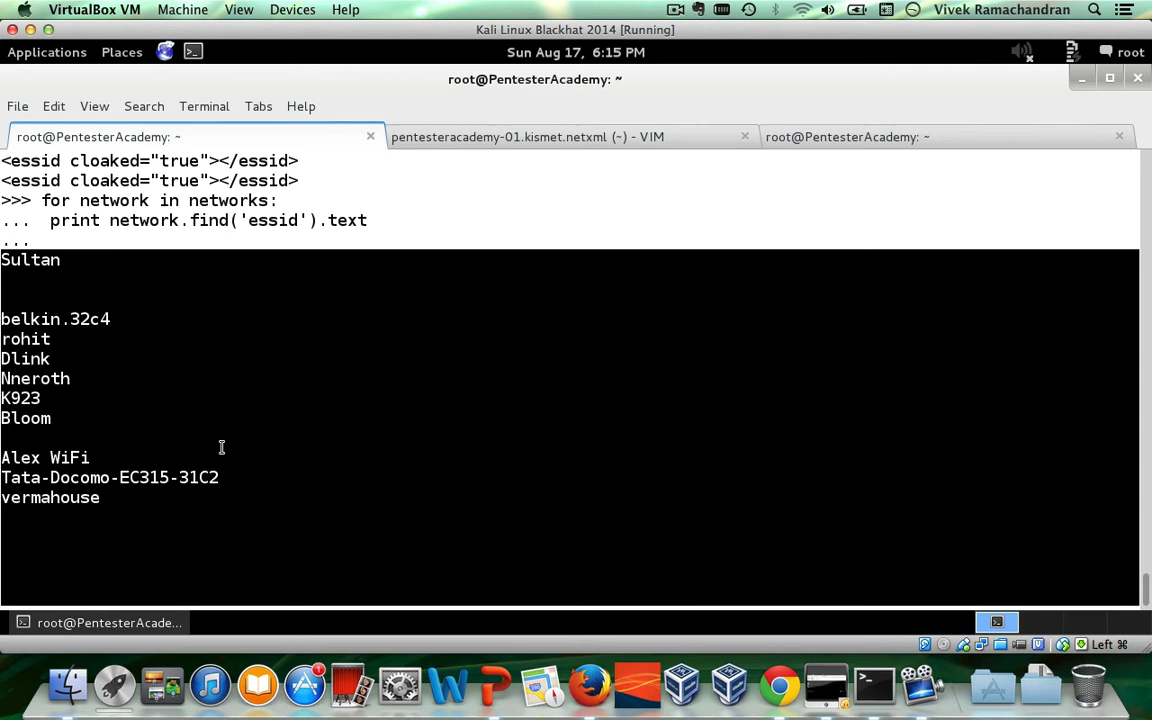 VirtualBox VM Machine View Devices Help Vivek Ramachandran
Kali Linux Blackhat 2014 [Running]
Applications Places Sun Aug 17, 6:15 PM root
root@PentesterAcademy: ~
File Edit View Search Terminal Tabs Help
root@PentesterAcademy: ~ pentesteracademy-01.kismet.netxml (~) - VIM root@PentesterAcademy: ~
<essid cloaked="true"></essid>
<essid cloaked="true"></essid>
>>> for network in networks:
... print network.find('essid').text
...
Sultan
belkin.32c4
rohit
Dlink
Nneroth
K923
Bloom
Alex WiFi
Tata-Docomo-EC315-31C2
vermahouse
root@PentesterAcade...
Left ⌘
1